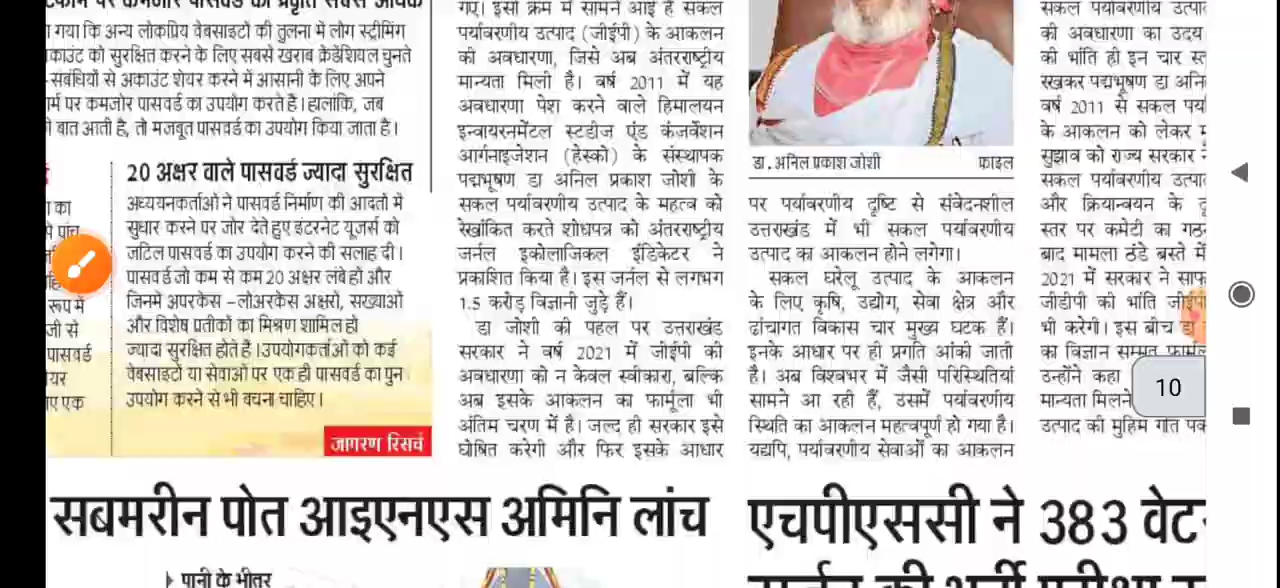 गया कि अन्य लोकप्रिय वेबसाइटों की तुलना में लोग स्ट्रीमिंग
को सुरक्षित करने के लिए सबसे खराब क्रेडेंशियल चुनते
संबंधियों से अकाउंट शेयर करने में आसानी के लिए अपने
पर कमजोर पासवर्ड का उपयोग करते हैं। हालांकि, जब
बात आती है, तो मजबूत पासवर्ड का उपयोग किया जाता है।
20 अक्षर वाले पासवर्ड ज्यादा सुरक्षित
अध्ययनकर्ताओं ने पासवर्ड निर्माण की आदतों में
सुधार करने पर जोर देते हुए इंटरनेट यूजर्स को
जटिल पासवर्ड का उपयोग करने की सलाह दी।
पासवर्ड जो कम से कम 20 अक्षर लंबे हों और
जिनमें अपरकेस –लोअरकेस अक्षरों, संख्याओं
और विशेष प्रतीकों का मिश्रण शामिल हो
ज्यादा सुरक्षित होते हैं।उपयोगकर्ताओं को कई
वेबसाइटों या सेवाओं पर एक ही पासवर्ड का पुन
उपयोग करने से भी बचना चाहिए।
जागरण रिसर्च
रूप में
पासवर्ड
एक
गए। इसी क्रम में सामने आई है सकल
पर्यावरणीय उत्पाद (जीईपी) के आकलन
की अवधारणा, जिसे अब अंतरराष्ट्रीय
मान्यता मिली है। वर्ष 2011 में यह
अवधारणा पेश करने वाले हिमालयन
इन्वायरनमेंटल स्टडीज एंड कंजर्वेशन
आर्गनाइजेशन (हेस्को) के संस्थापक
पद्मभूषण डा अनिल प्रकाश जोशी के
सकल पर्यावरणीय उत्पाद के महत्व को
रेखांकित करते शोधपत्र को अंतरराष्ट्रीय
जर्नल इकोलाजिकल इंडिकेटर ने
प्रकाशित किया है। इस जर्नल से लगभग
1.5 करोड़ विज्ञानी जुड़े हैं।
डा जोशी की पहल पर उत्तराखंड
सरकार ने वर्ष 2021 में जीईपी की
अवधारणा को न केवल स्वीकारा, बल्कि
अब इसके आकलन का फार्मूला भी
अंतिम चरण में है। जल्द ही सरकार इसे
घोषित करेगी और फिर इसके आधार
डा. अनिल प्रकाश जोशी फाइल
पर पर्यावरणीय दृष्टि से संवेदनशील
उत्तराखंड में भी सकल पर्यावरणीय
उत्पाद का आकलन होने लगेगा।
सकल घरेलू उत्पाद के आकलन
के लिए कृषि, उद्योग, सेवा क्षेत्र और
ढांचागत विकास चार मुख्य घटक हैं।
इनके आधार पर ही प्रगति आंकी जाती
है। अब विश्वभर में जैसी परिस्थितियां
सामने आ रही हैं, उसमें पर्यावरणीय
स्थिति का आकलन महत्वपूर्ण हो गया है।
यद्यपि, पर्यावरणीय सेवाओं का आकलन
सकल पर्यावरणीय
की अवधारणा का उदय
की भांति ही इन चार
रखकर पद्मभूषण डा
वर्ष 2011 से सकल
के आकलन को लेकर
सुझाव को राज्य सरकार
सकल पर्यावरणीय
और क्रियान्वयन के
स्तर पर कमेटी का
बाद मामला ठंडे बस्ते में
2021 में सरकार ने
जीडीपी की भांति
भी करेगी। इस बीच
का विज्ञान सम्मत
उन्होंने कहा
मान्यता मिलने
उत्पाद की मुहिम गति
10
सबमरीन पोत आइएनएस अमिनि लांच
पानी के भीतर
एचपीएससी ने 383